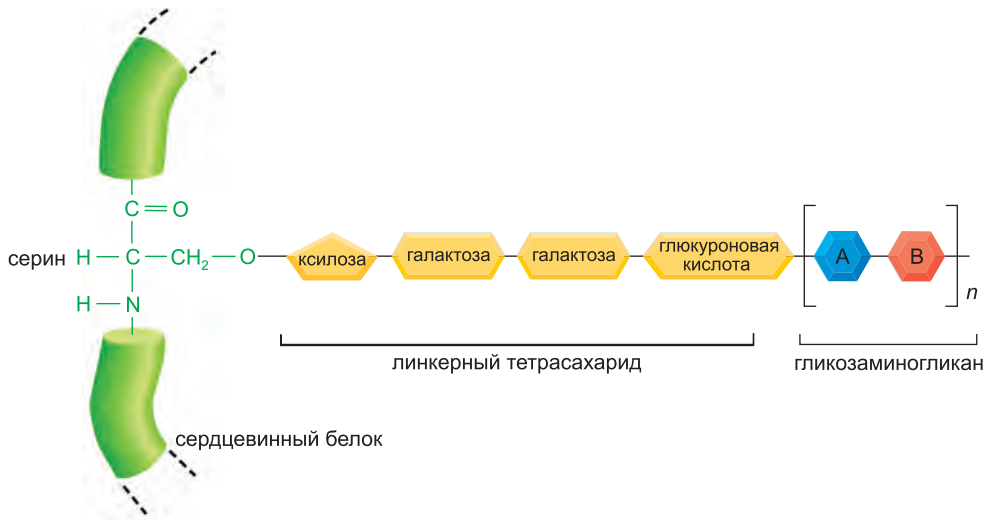 C=O
серин H—C—CH₂—O
ксилоза
галактоза
галактоза
глюкуроновая
кислота
A
B
n
H—N
линкерный тетрасахарид
гликозаминогликан
сердцевинный белок